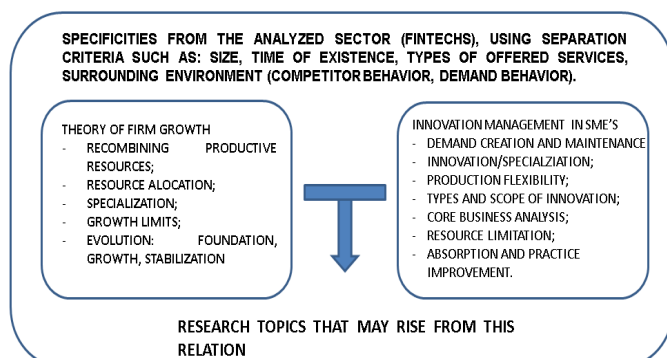 SPECIFICITIES FROM THE ANALYZED SECTOR (FINTECHS), USING SEPARATION
CRITERIA SUCH AS: SIZE, TIME OF EXISTENCE, TYPES OF OFFERED SERVICES,
SURROUNDING ENVIRONMENT (COMPETITOR BEHAVIOR, DEMAND BEHAVIOR).
THEORY OF FIRM GROWTH
- RECOMBINING PRODUCTIVE
RESOURCES;
- RESOURCE ALOCATION;
- SPECIALIZATION;
- GROWTH LIMITS;
- EVOLUTION: FOUNDATION,
GROWTH, STABILIZATION
INNOVATION MANAGEMENT IN SME'S
- DEMAND CREATION AND MAINTENANCE
- INNOVATION/SPECIALZIATION;
- PRODUCTION FLEXIBILITY;
- TYPES AND SCOPE OF INNOVATION;
- CORE BUSINESS ANALYSIS;
- RESOURCE LIMITATION;
- ABSORPTION AND PRACTICE
IMPROVEMENT.
RESEARCH TOPICS THAT MAY RISE FROM THIS
RELATION